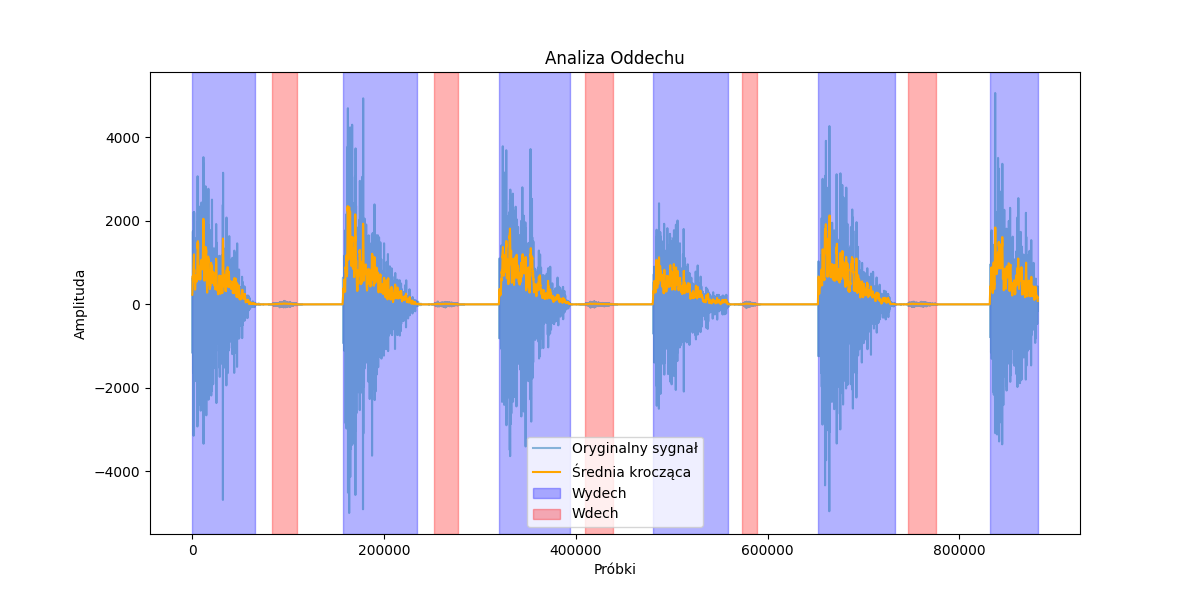 Analiza Oddechu
Amplituda
4000
2000
0
−2000
−4000
Oryginalny sygnał
Średnia krocząca
Wydech
Wdech
0 200000 400000 600000 800000
Próbki